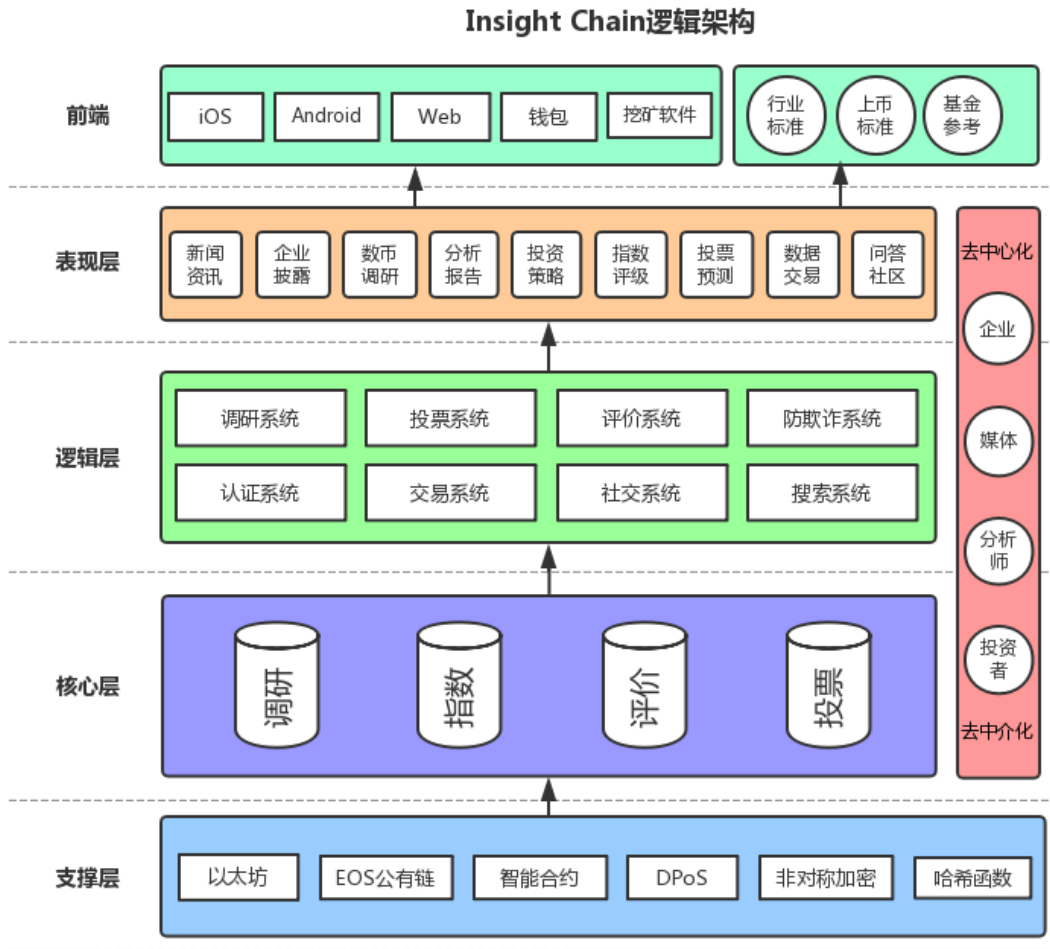 Insight Chain逻辑架构
前端
iOS
Android
Web
钱包
挖矿软件
行业
标准
上币
标准
基金
参考
表现层
新闻
资讯
企业
披露
数币
调研
分析
报告
投资
策略
指数
评级
投票
预测
数据
交易
问答
社区
去中心化
企业
媒体
分析
师
投资
者
去中介化
逻辑层
调研系统
投票系统
评价系统
防欺诈系统
认证系统
交易系统
社交系统
搜索系统
核心层
调研
指数
评价
投票
支撑层
以太坊
EOS公有链
智能合约
DPoS
非对称加密
哈希函数